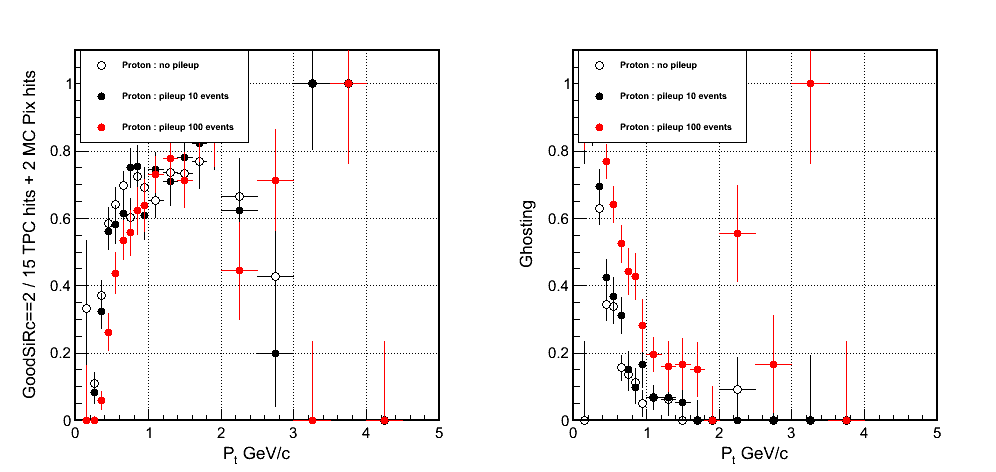 GoodSiRc==2 / 15 TPC hits + 2 MC Pix hits
1
0.8
0.6
0.4
0.2
0
Proton : no pileup
Proton : pileup 10 events
Proton : pileup 100 events
0 1 2 3 4 5
Pt GeV/c
Ghosting
1
0.8
0.6
0.4
0.2
0
Proton : no pileup
Proton : pileup 10 events
Proton : pileup 100 events
0 1 2 3 4 5
Pt GeV/c